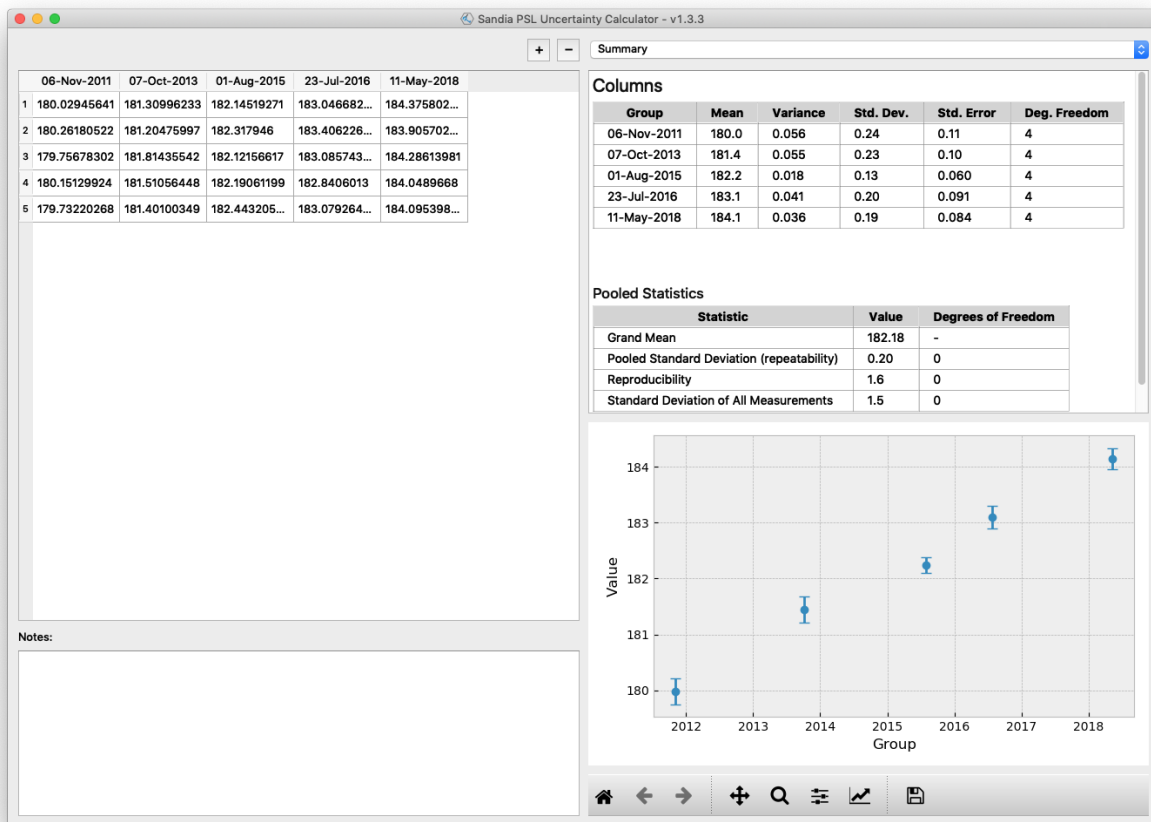 Sandia PSL Uncertainty Calculator - v1.3.3
+ −
Summary
06-Nov-2011 07-Oct-2013 01-Aug-2015 23-Jul-2016 11-May-2018
1 180.02945641 181.30996233 182.14519271 183.046682... 184.375802...
2 180.26180522 181.20475997 182.317946 183.406226... 183.905702...
3 179.75678302 181.81435542 182.12156617 183.085743... 184.28613981
4 180.15129924 181.51056448 182.19061199 182.8406013 184.0489668
5 179.73220268 181.40100349 182.443205... 183.079264... 184.095398...
Notes:
Columns
Group Mean Variance Std. Dev. Std. Error Deg. Freedom
06-Nov-2011 180.0 0.056 0.24 0.11 4
07-Oct-2013 181.4 0.055 0.23 0.10 4
01-Aug-2015 182.2 0.018 0.13 0.060 4
23-Jul-2016 183.1 0.041 0.20 0.091 4
11-May-2018 184.1 0.036 0.19 0.084 4
Pooled Statistics
Statistic Value Degrees of Freedom
Grand Mean 182.18 -
Pooled Standard Deviation (repeatability) 0.20 0
Reproducibility 1.6 0
Standard Deviation of All Measurements 1.5 0
184
183
182
181
180
Value
2012 2013 2014 2015 2016 2017 2018
Group